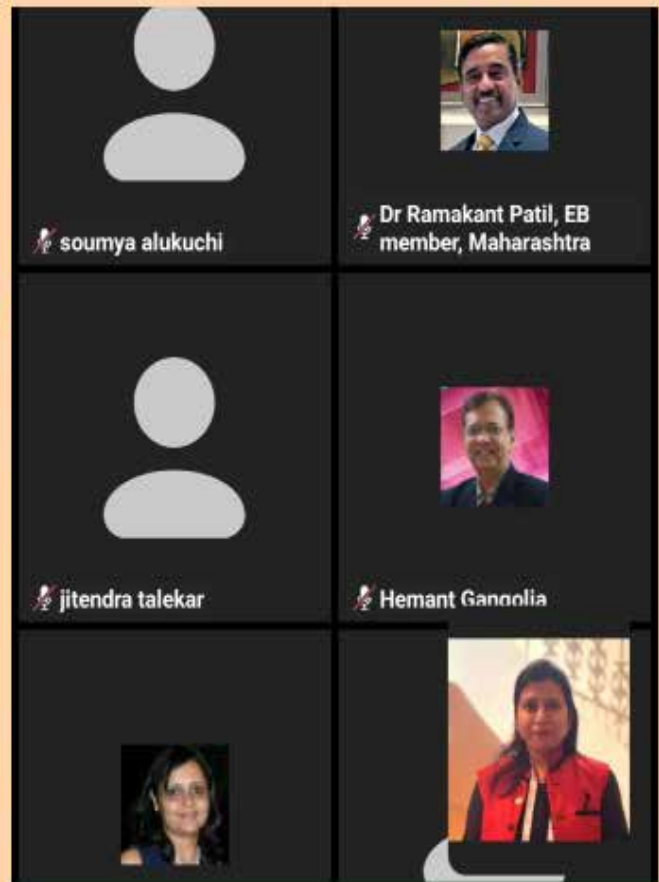 soumya alukuchi
Dr Ramakant Patil, EB
member, Maharashtra
jitendra talekar
Hemant Gangolia